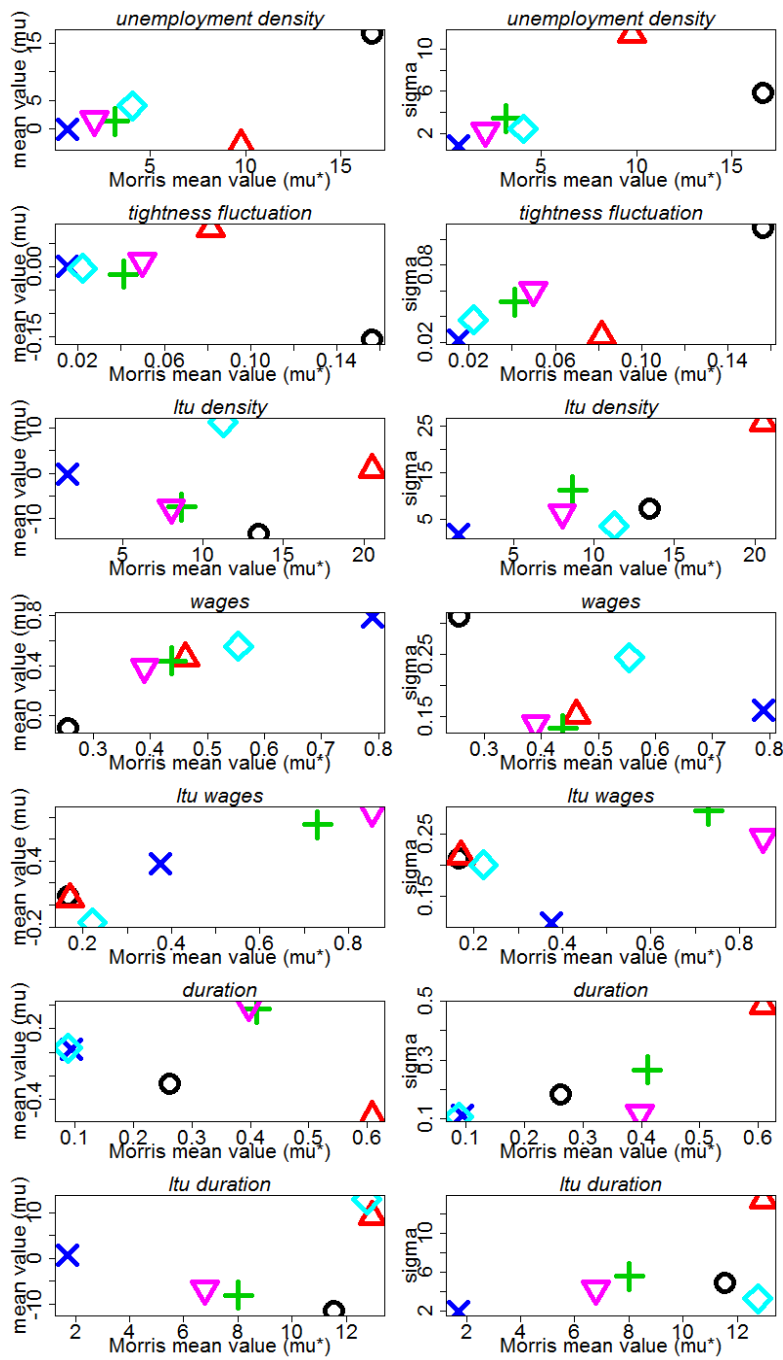 unemployment density
mean value (mu)
0 5 15
5 10 15
Morris mean value (mu*)
unemployment density
sigma
2 6 10
5 10 15
Morris mean value (mu*)
tightness fluctuation
mean value (mu)
-0.15 0.00
0.02 0.06 0.10 0.14
Morris mean value (mu*)
tightness fluctuation
sigma
0.02 0.08
0.02 0.06 0.10 0.14
Morris mean value (mu*)
ltu density
mean value (mu)
-10 0 10
5 10 15 20
Morris mean value (mu*)
ltu density
sigma
5 15 25
5 10 15 20
Morris mean value (mu*)
wages
mean value (mu)
0.0 0.4 0.8
0.3 0.4 0.5 0.6 0.7 0.8
Morris mean value (mu*)
wages
sigma
0.15 0.25
0.3 0.4 0.5 0.6 0.7 0.8
Morris mean value (mu*)
ltu wages
mean value (mu)
-0.2 0.4
0.2 0.4 0.6 0.8
Morris mean value (mu*)
ltu wages
sigma
0.15 0.25
0.2 0.4 0.6 0.8
Morris mean value (mu*)
duration
mean value (mu)
-0.4 0.2
0.1 0.2 0.3 0.4 0.5 0.6
Morris mean value (mu*)
duration
sigma
0.1 0.3 0.5
0.1 0.2 0.3 0.4 0.5 0.6
Morris mean value (mu*)
ltu duration
mean value (mu)
-10 0 10
2 4 6 8 10 12
Morris mean value (mu*)
ltu duration
sigma
2 6 10
2 4 6 8 10 12
Morris mean value (mu*)